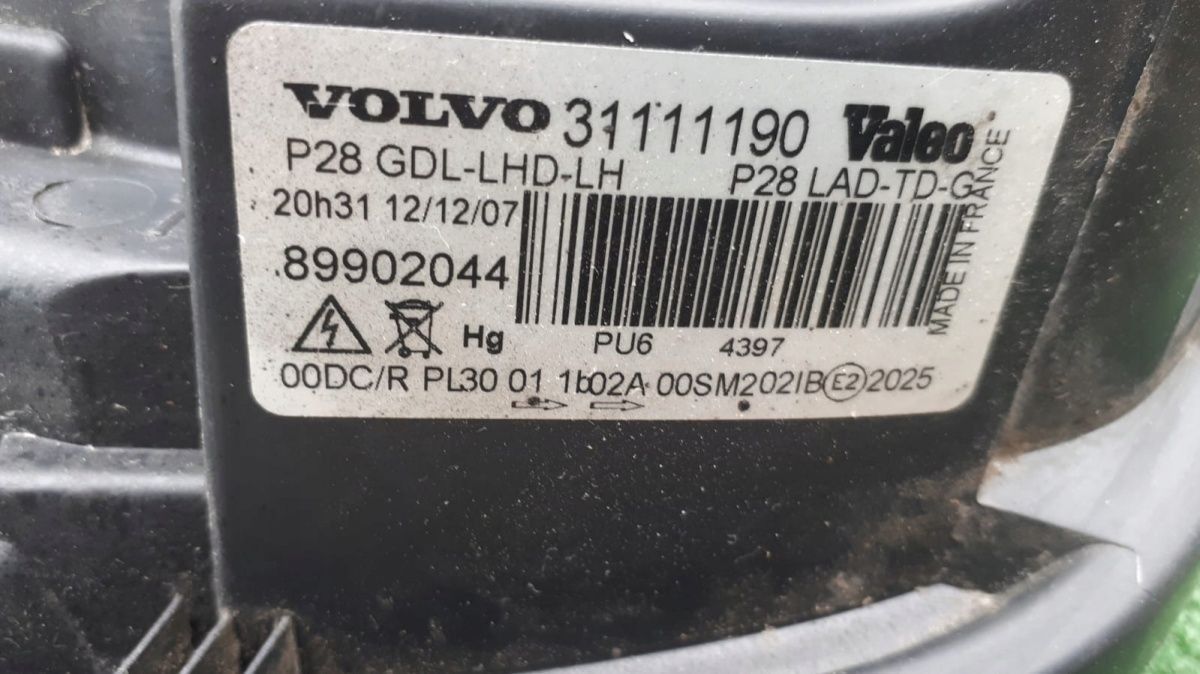 VOLVO 31111190 Valeo
P28 GDL-LHD-LH P28 LAD-TD-G
20h31 12/12/07
89902044
MADE IN FRANCE
Hg PU6 4397
00DC/R PL30 01 1b02A 00SM202IB E2 2025